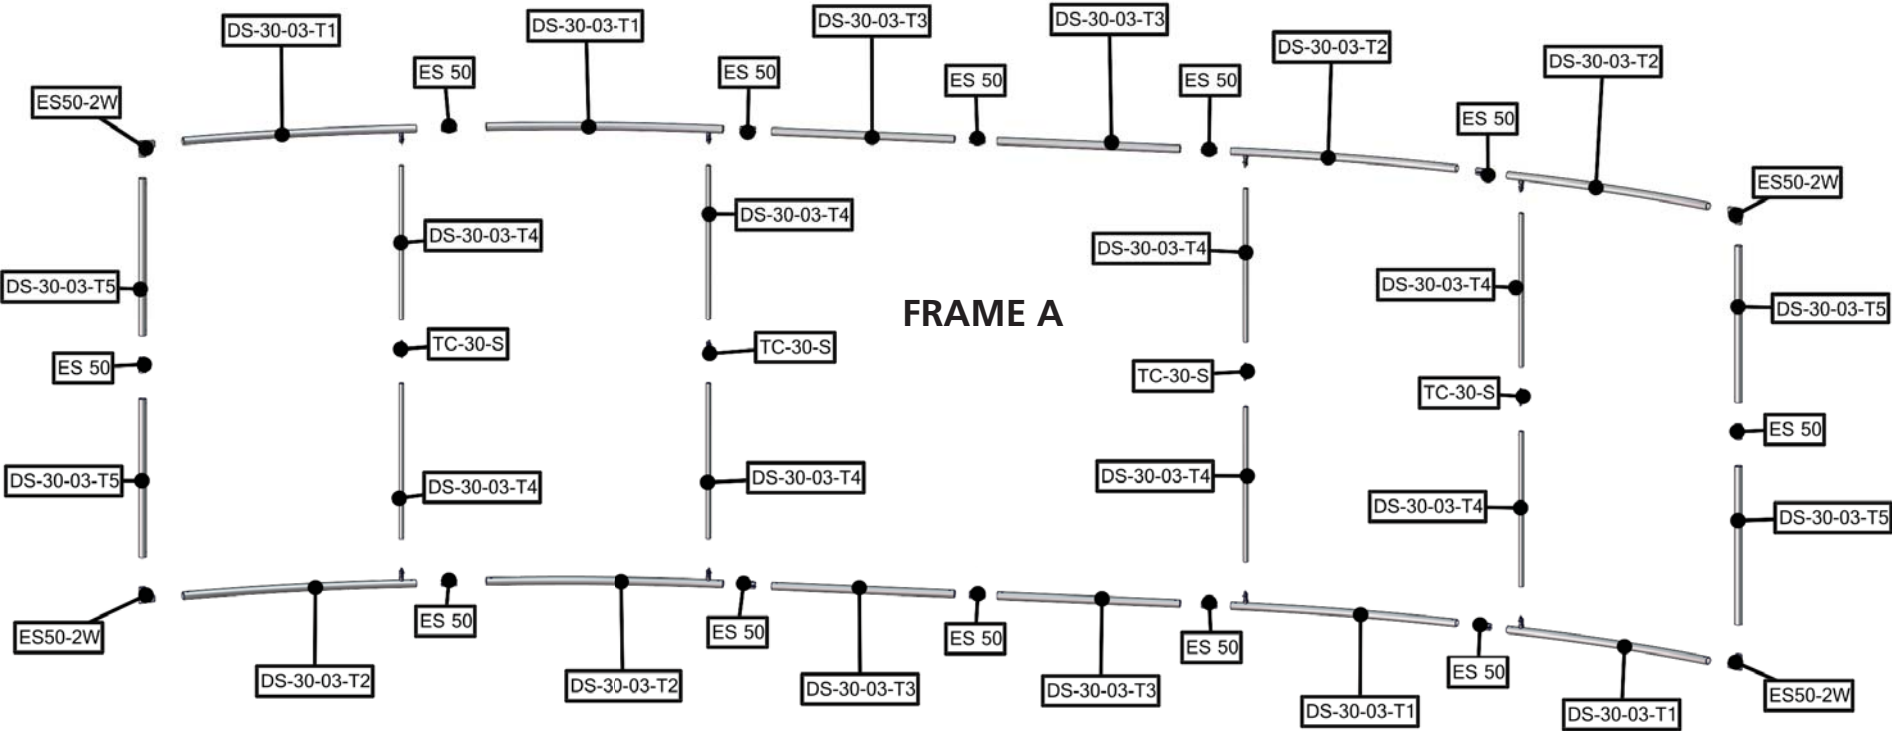 DS-30-03-T1
DS-30-03-T1
DS-30-03-T3
DS-30-03-T3
DS-30-03-T2
DS-30-03-T2
ES50-2W
ES 50
ES 50
ES 50
ES 50
ES 50
ES50-2W
DS-30-03-T4
DS-30-03-T4
DS-30-03-T4
DS-30-03-T4
DS-30-03-T5
DS-30-03-T5
FRAME A
ES 50
TC-30-S
TC-30-S
TC-30-S
TC-30-S
ES 50
DS-30-03-T5
DS-30-03-T4
DS-30-03-T4
DS-30-03-T4
DS-30-03-T4
DS-30-03-T5
ES50-2W
ES 50
ES 50
ES 50
ES 50
ES 50
ES50-2W
DS-30-03-T2
DS-30-03-T2
DS-30-03-T3
DS-30-03-T3
DS-30-03-T1
DS-30-03-T1